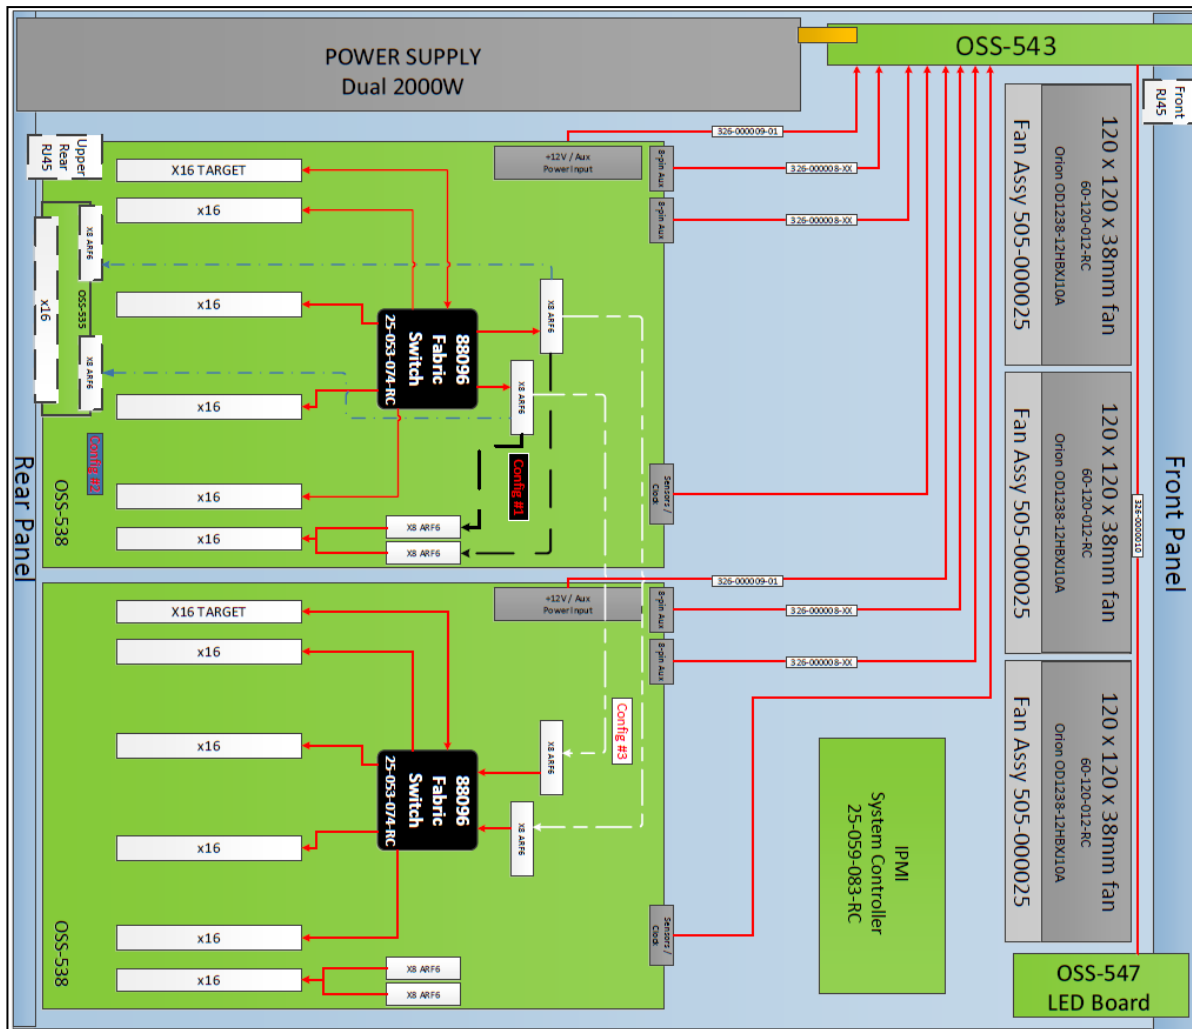 POWER SUPPLY
Dual 2000W
OSS-543
Front
RJ45
326-000009-01
Upper
Rear
RJ45
+12V / Aux
Power Input
8-pin Aux
326-000008-XX
8-pin Aux
326-000008-XX
X16 TARGET
x16
X8 ARF6
OSS-535
x16
X8 ARF6
x16
x16
x16
x16
88096
Fabric
Switch
25-053-074-RC
X8 ARF6
X8 ARF6
Config #1
Config #2
X8 ARF6
X8 ARF6
Sensors /
Clock
OSS-538
Rear Panel
120 x 120 x 38mm fan
60-120-012-RC
Orion OD1238-12HBXJ10A
Fan Assy 505-000025
120 x 120 x 38mm fan
60-120-012-RC
Orion OD1238-12HBXJ10A
Fan Assy 505-000025
326-0000010
Front Panel
326-000009-01
+12V / Aux
Power Input
8-pin Aux
326-000008-XX
8-pin Aux
326-000008-XX
X16 TARGET
x16
x16
x16
x16
x16
88096
Fabric
Switch
25-053-074-RC
X8 ARF6
X8 ARF6
Config #3
X8 ARF6
X8 ARF6
Sensors /
Clock
OSS-538
IPMI
System Controller
25-059-083-RC
120 x 120 x 38mm fan
60-120-012-RC
Orion OD1238-12HBXJ10A
Fan Assy 505-000025
OSS-547
LED Board